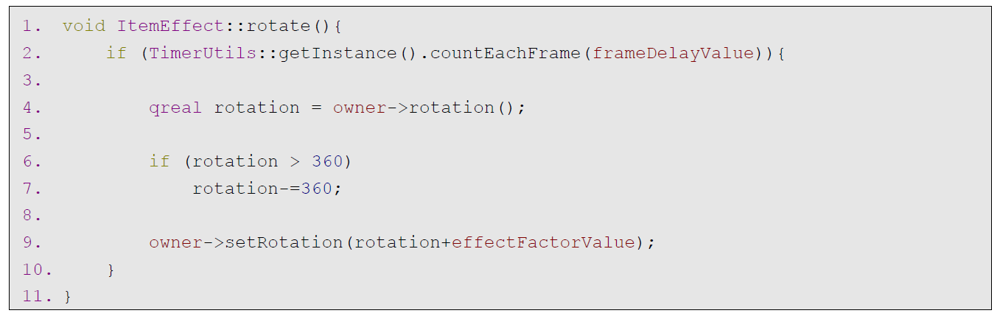 1. void ItemEffect::rotate(){
2.     if (TimerUtils::getInstance().countEachFrame(frameDelayValue)){
3.
4.         qreal rotation = owner->rotation();
5.
6.         if (rotation > 360)
7.             rotation-=360;
8.
9.         owner->setRotation(rotation+effectFactorValue);
10.     }
11. }